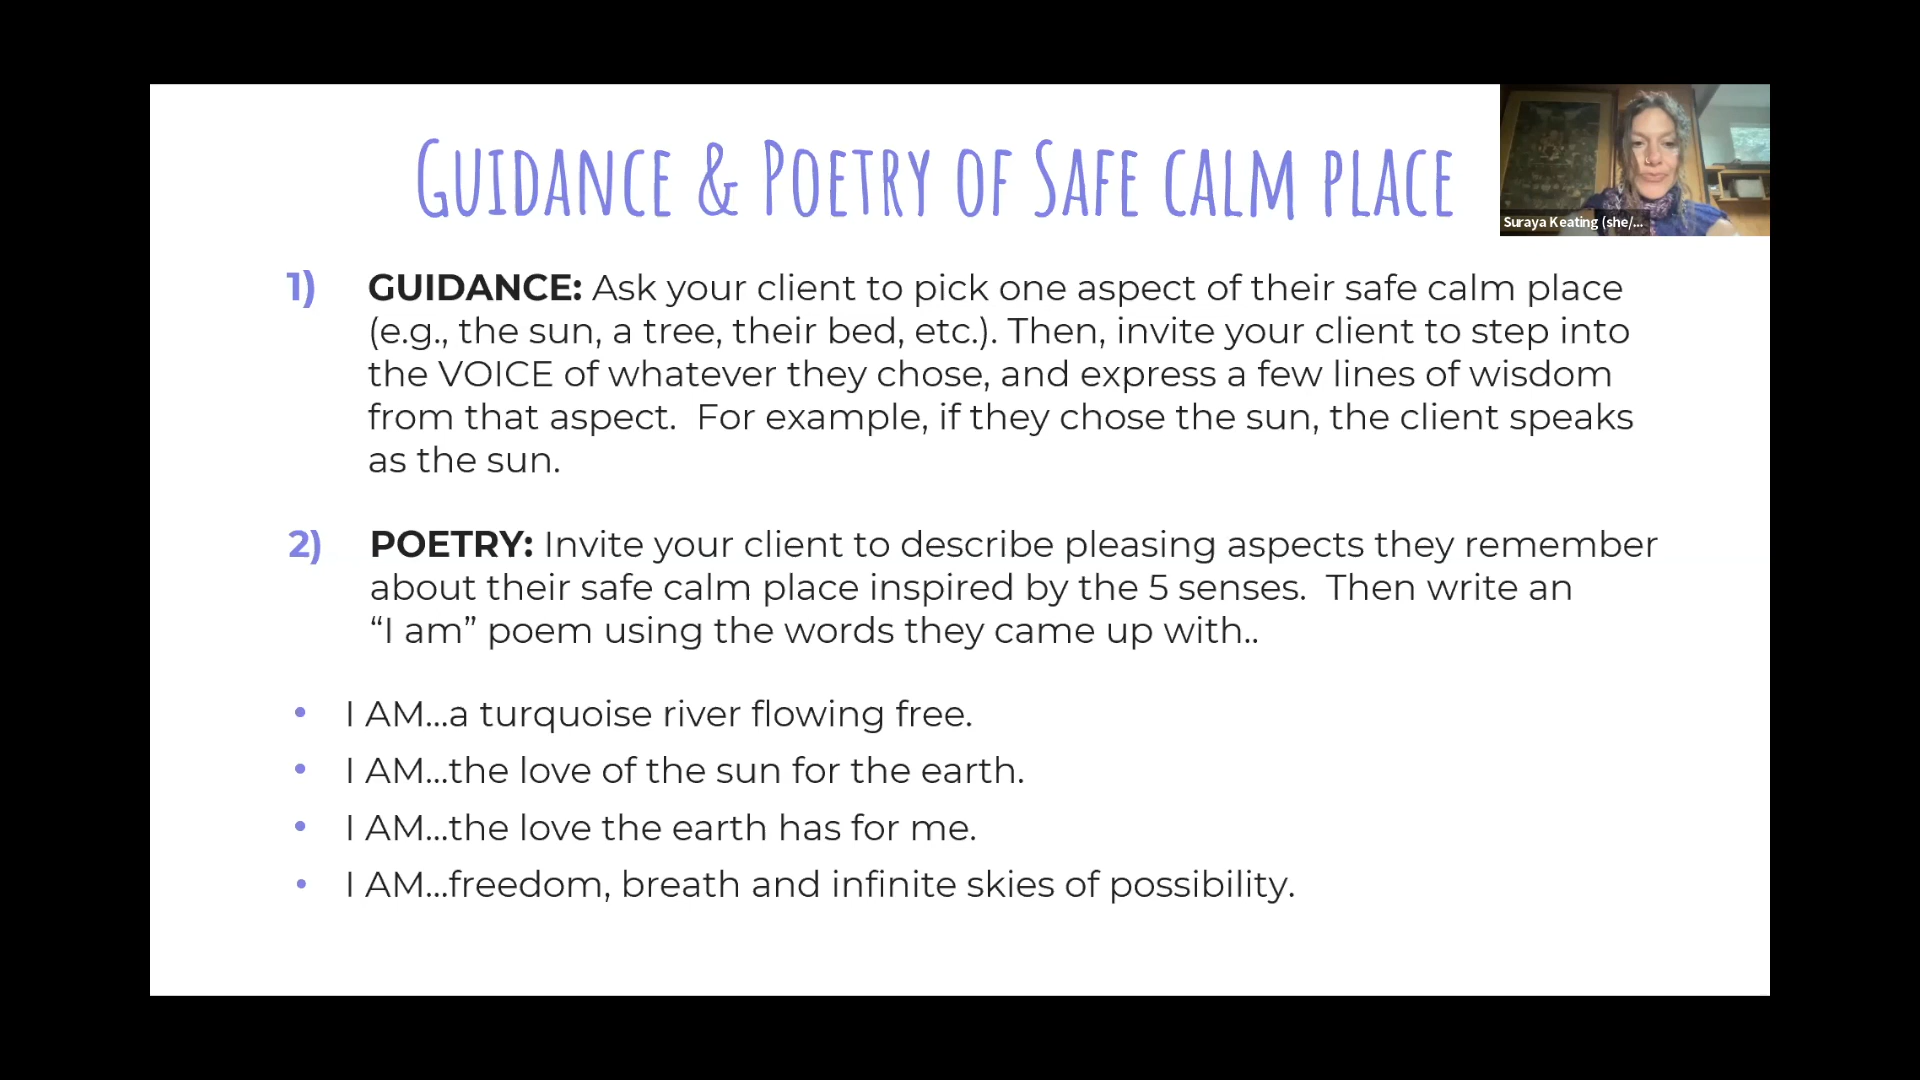 GUIDANCE & POETRY OF SAFE CALM PLACE
Suraya Keating (she/...
1) GUIDANCE: Ask your client to pick one aspect of their safe calm place
(e.g., the sun, a tree, their bed, etc.). Then, invite your client to step into
the VOICE of whatever they chose, and express a few lines of wisdom
from that aspect.  For example, if they chose the sun, the client speaks
as the sun.
2) POETRY: Invite your client to describe pleasing aspects they remember
about their safe calm place inspired by the 5 senses.  Then write an
“I am” poem using the words they came up with..
• I AM...a turquoise river flowing free.
• I AM...the love of the sun for the earth.
• I AM...the love the earth has for me.
• I AM...freedom, breath and infinite skies of possibility.